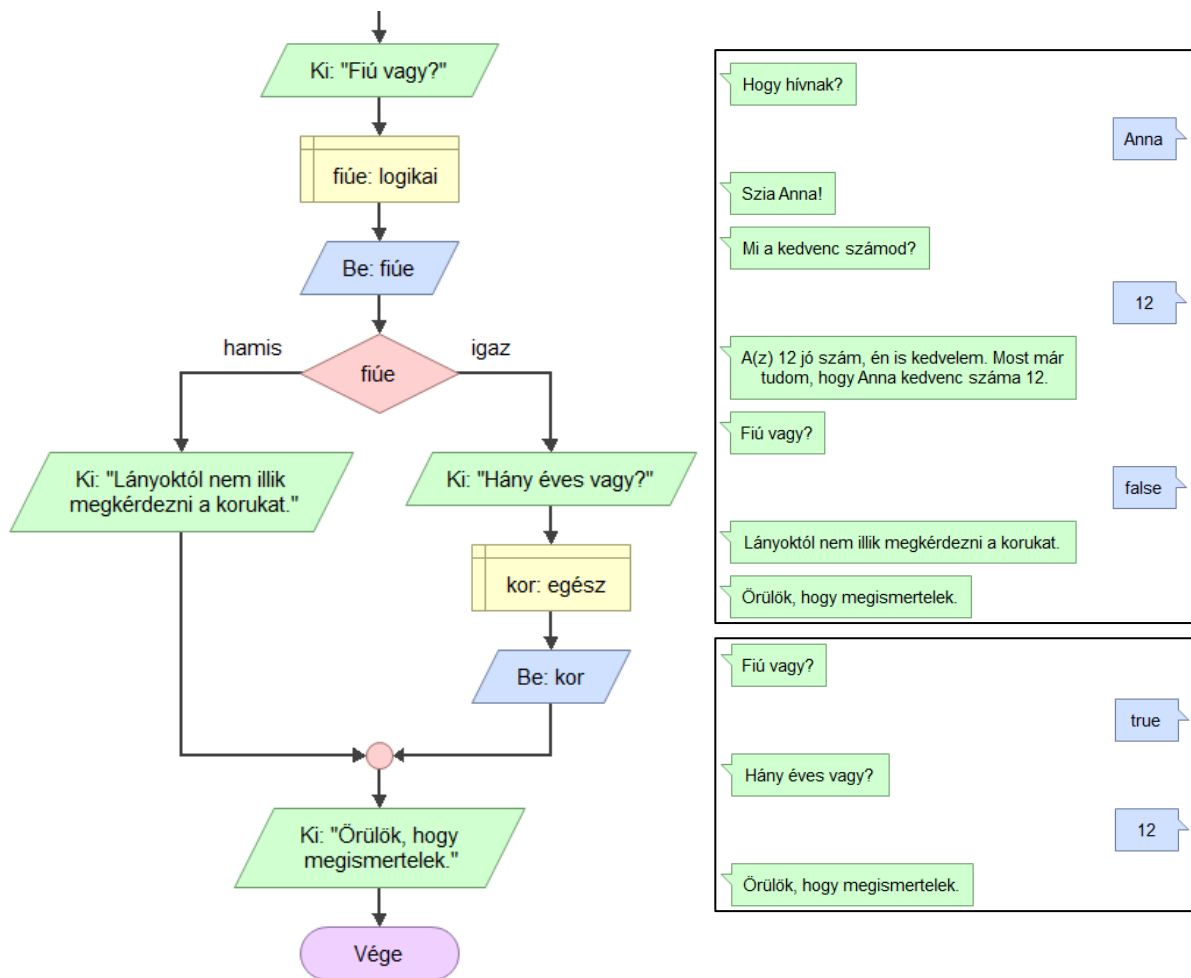 Ki: "Fiú vagy?"
fiúe: logikai
Be: fiúe
hamis
igaz
fiúe
Ki: "Lányoktól nem illik
megkérdezni a korukat."
Ki: "Hány éves vagy?"
kor: egész
Be: kor
Ki: "Örülök, hogy
megismertelek."
Vége
Hogy hívnak?
Anna
Szia Anna!
Mi a kedvenc számod?
12
A(z) 12 jó szám, én is kedvelem. Most már
tudom, hogy Anna kedvenc száma 12.
Fiú vagy?
false
Lányoktól nem illik megkérdezni a korukat.
Örülök, hogy megismertelek.
Fiú vagy?
true
Hány éves vagy?
12
Örülök, hogy megismertelek.